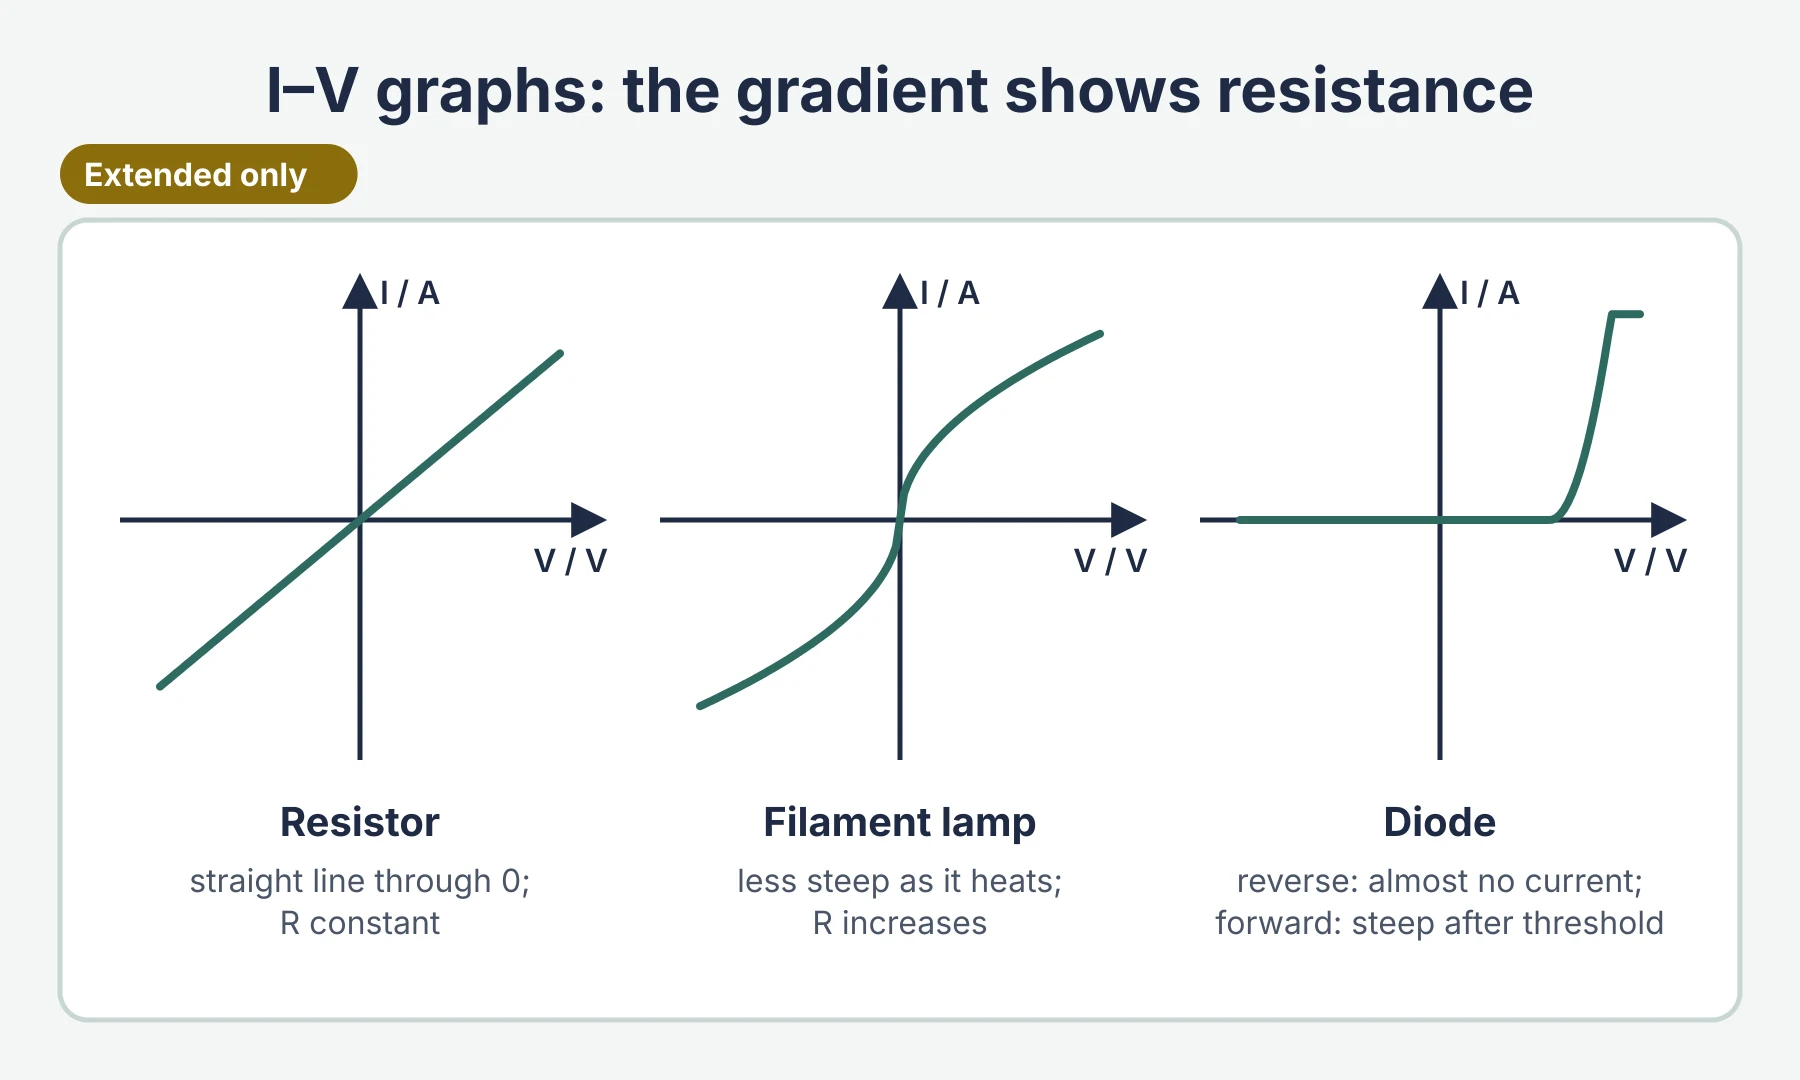 I–V graphs: the gradient shows resistance
Extended only
I / A
I / A
I / A
V / V
V / V
V / V
Resistor
straight line through 0;
R constant
Filament lamp
less steep as it heats;
R increases
Diode
reverse: almost no current;
forward: steep after threshold